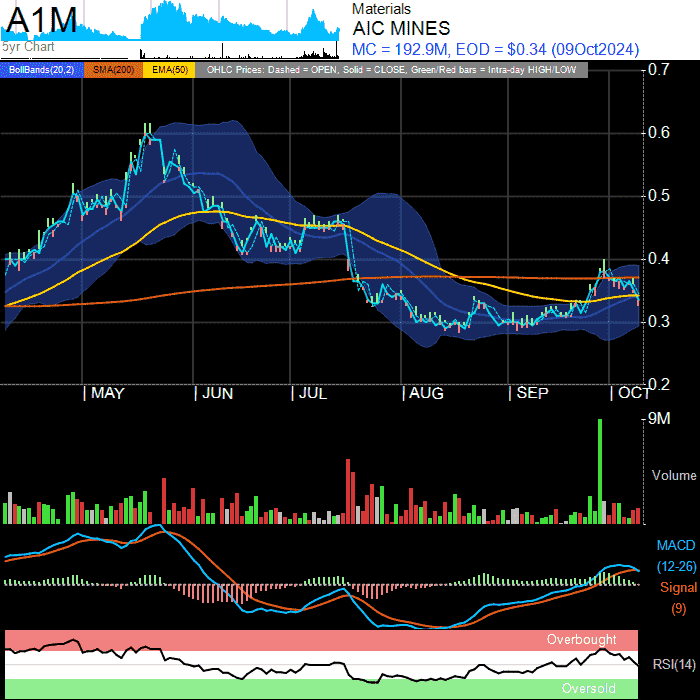 A1M
5yr Chart
Materials
AIC MINES
MC = 192.9M, EOD = $0.34 (09Oct2024)
BollBands(20,2) SMA(200) EMA(50) OHLC Prices: Dashed = OPEN, Solid = CLOSE, Green/Red bars = Intra-day HIGH/LOW
0.7
0.6
0.5
0.4
0.3
0.2
| MAY | JUN | JUL | AUG | SEP | OCT
9M
Volume
MACD
(12-26)
Signal
(9)
Overbought
RSI(14)
Oversold